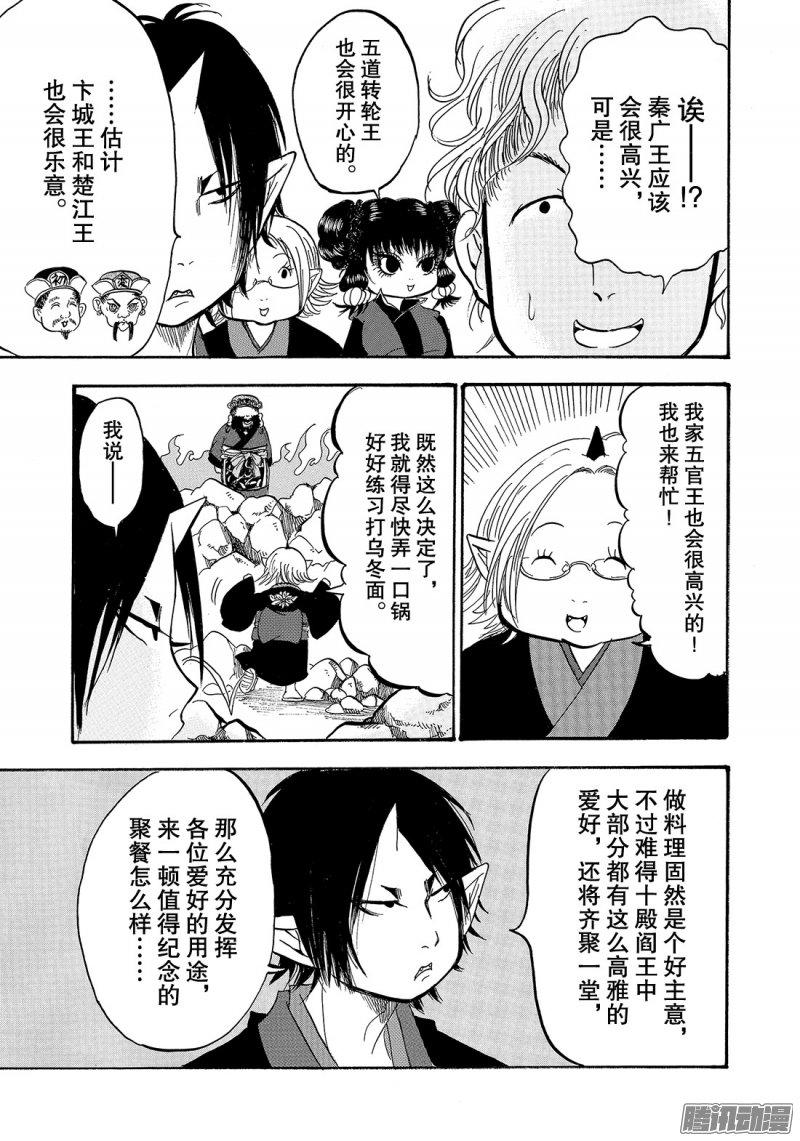 诶——!?
秦广王应该
会很高兴，
可是……
五道转轮王
也会很开心的。
……估计
卞城王和楚江王
也会很乐意。
初
我家五官王也会很高兴的！
我也来帮忙！
既然这么决定了，
我就得尽快弄一口锅
好好练习打乌冬面。
我说——
做料理固然是个好主意，
不过难得十殿阎王中
大部分都有这么高雅的
爱好，还将齐聚一堂，
那么充分发挥
各位爱好的用途，
来一顿值得纪念的
聚餐怎么样……
腾讯动漫